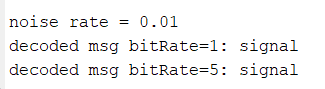 noise rate = 0.01
decoded msg bitRate=1: signal
decoded msg bitRate=5: signal